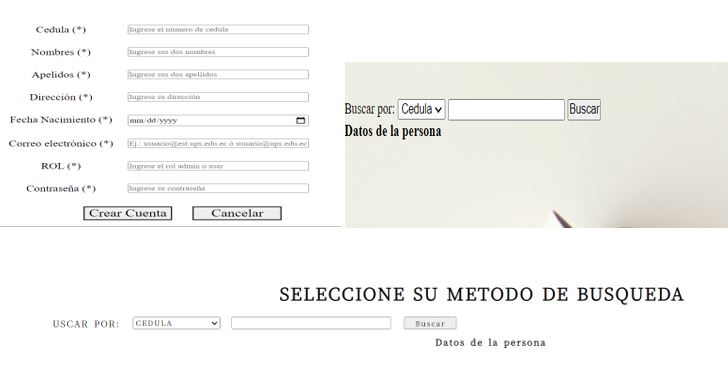 Cedula (*) Ingrese el número de cedula
Nombres (*) Ingrese sus dos nombres
Apelidos (*) Ingrese sus dos apellidos
Dirección (*) Ingrese su dirección
Fecha Nacimiento (*) mm/dd/yyyy
Correo electrónico (*) Ej.: usuario@est.ups.edu.ec ó usuario@ups.edu.ec
ROL (*) Ingrese el rol admin o user
Contraseña (*) Ingrese su contraseña
Crear Cuenta Cancelar
Buscar por: Cedula Buscar
Datos de la persona
SELECCIONE SU METODO DE BUSQUEDA
USCAR POR: CEDULA Buscar
Datos de la persona